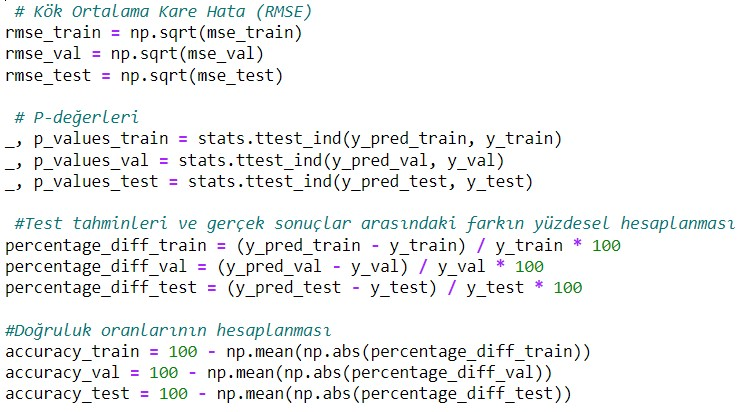 # Kök Ortalama Kare Hata (RMSE)
rmse_train = np.sqrt(mse_train)
rmse_val = np.sqrt(mse_val)
rmse_test = np.sqrt(mse_test)
# P-değerleri
_, p_values_train = stats.ttest_ind(y_pred_train, y_train)
_, p_values_val = stats.ttest_ind(y_pred_val, y_val)
_, p_values_test = stats.ttest_ind(y_pred_test, y_test)
#Test tahminleri ve gerçek sonuçlar arasındaki farkın yüzdesel hesaplanması
percentage_diff_train = (y_pred_train - y_train) / y_train * 100
percentage_diff_val = (y_pred_val - y_val) / y_val * 100
percentage_diff_test = (y_pred_test - y_test) / y_test * 100
#Doğruluk oranlarının hesaplanması
accuracy_train = 100 - np.mean(np.abs(percentage_diff_train))
accuracy_val = 100 - np.mean(np.abs(percentage_diff_val))
accuracy_test = 100 - np.mean(np.abs(percentage_diff_test))